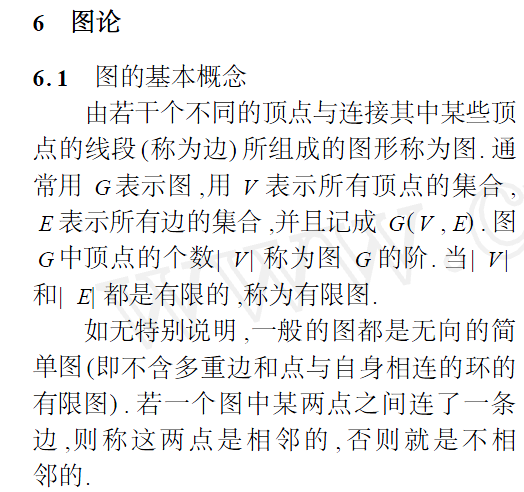 6 图论
6.1 图的基本概念
由若干个不同的顶点与连接其中某些顶
点的线段(称为边)所组成的图形称为图.通
常用 G表示图,用 V 表示所有顶点的集合,
E 表示所有边的集合,并且记成 G(V,E).图
G中顶点的个数| V|称为图 G 的阶.当| V|
和| E|都是有限的,称为有限图.
如无特别说明,一般的图都是无向的简
单图(即不含多重边和点与自身相连的环的
有限图).若一个图中某两点之间连了一条
边,则称这两点是相邻的,否则就是不相
邻的.